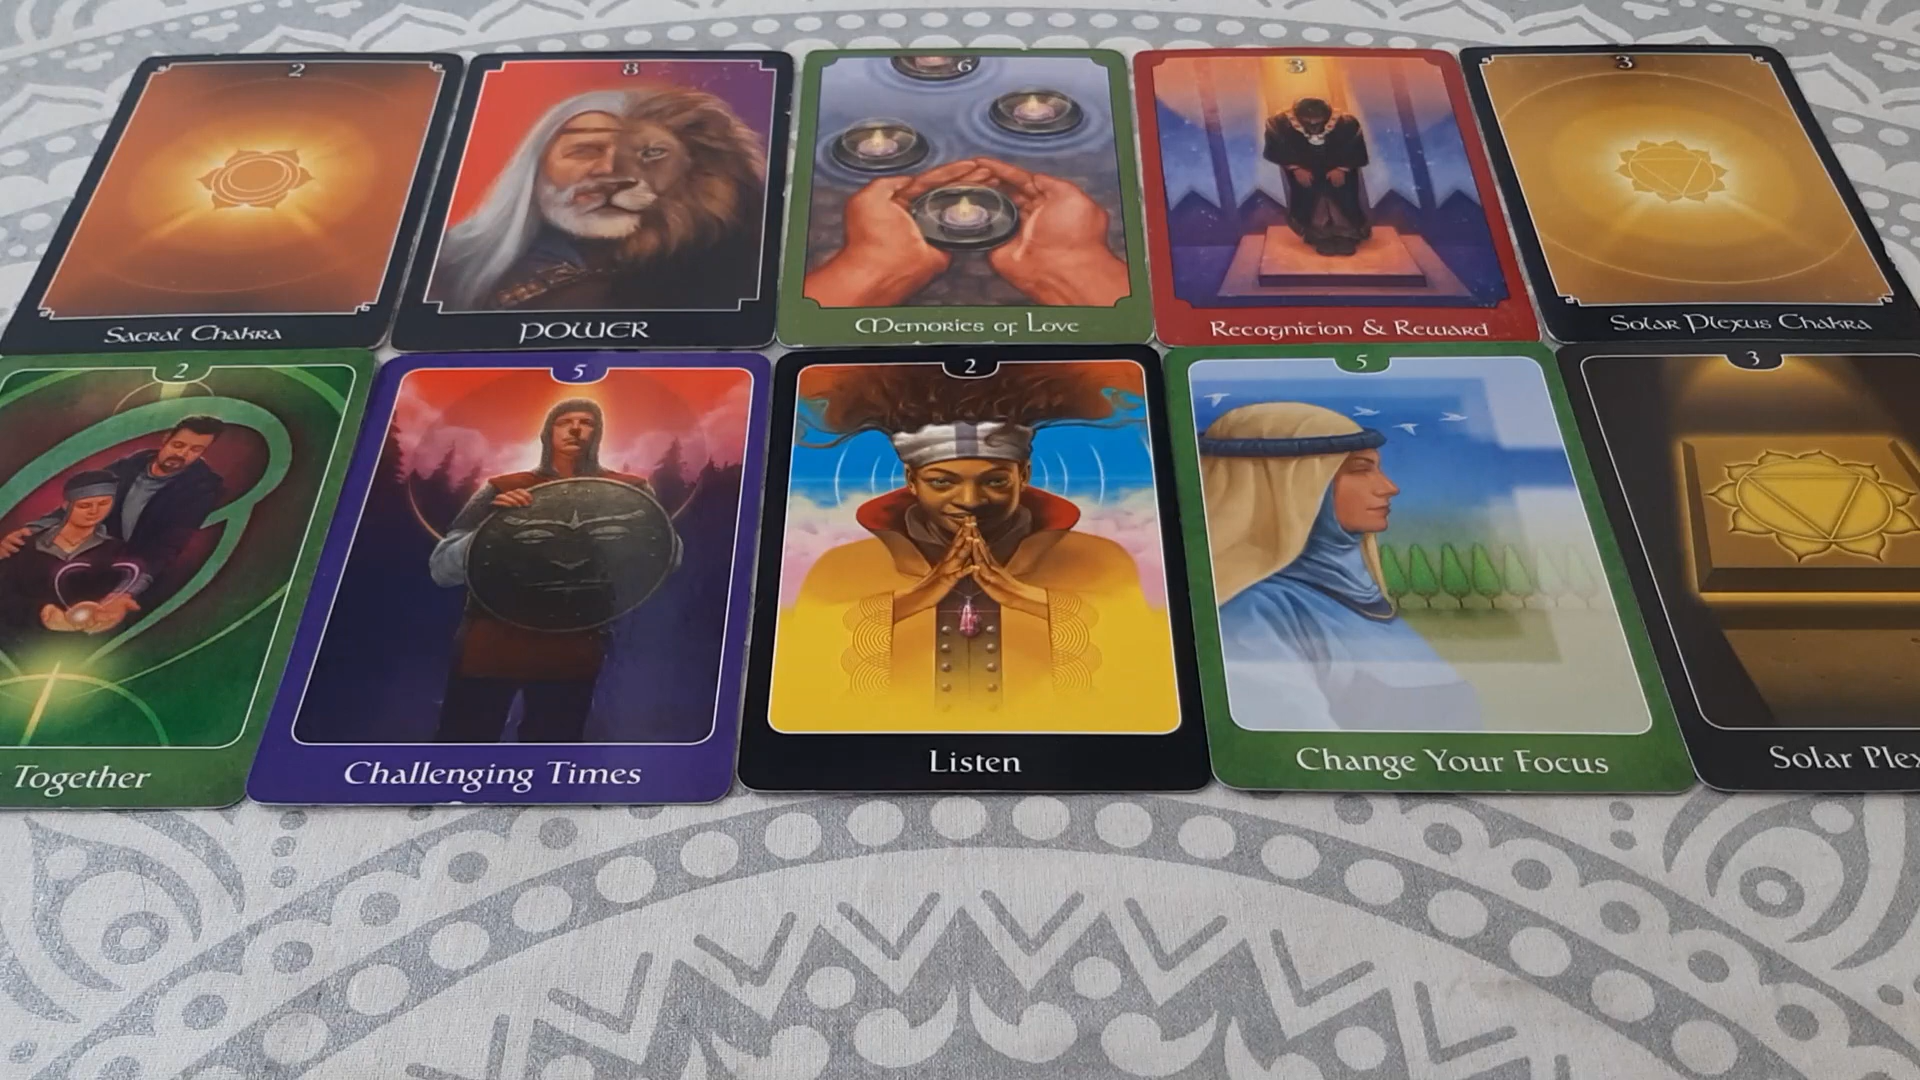 2
8
6
3
3
Sacral Chakra
POWER
Memories of Love
Recognition & Reward
Solar Plexus Chakra
2
5
2
5
3
Together
Challenging Times
Listen
Change Your Focus
Solar